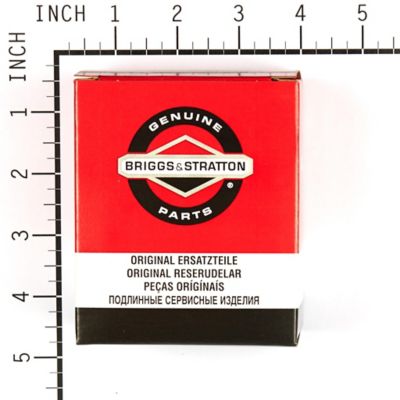 INCH 1 2 3 4 5
INCH
1
2
3
4
5
GENUINE
BRIGGS & STRATTON
®
PARTS
ORIGINAL ERSATZTEILE
ORIGINAL RESERUDELAR
PEÇAS ORÍGÍNAÍS
ПОДЛИННЫЕ СЕРВИСНЫЕ ИЗДЕЛИЯ